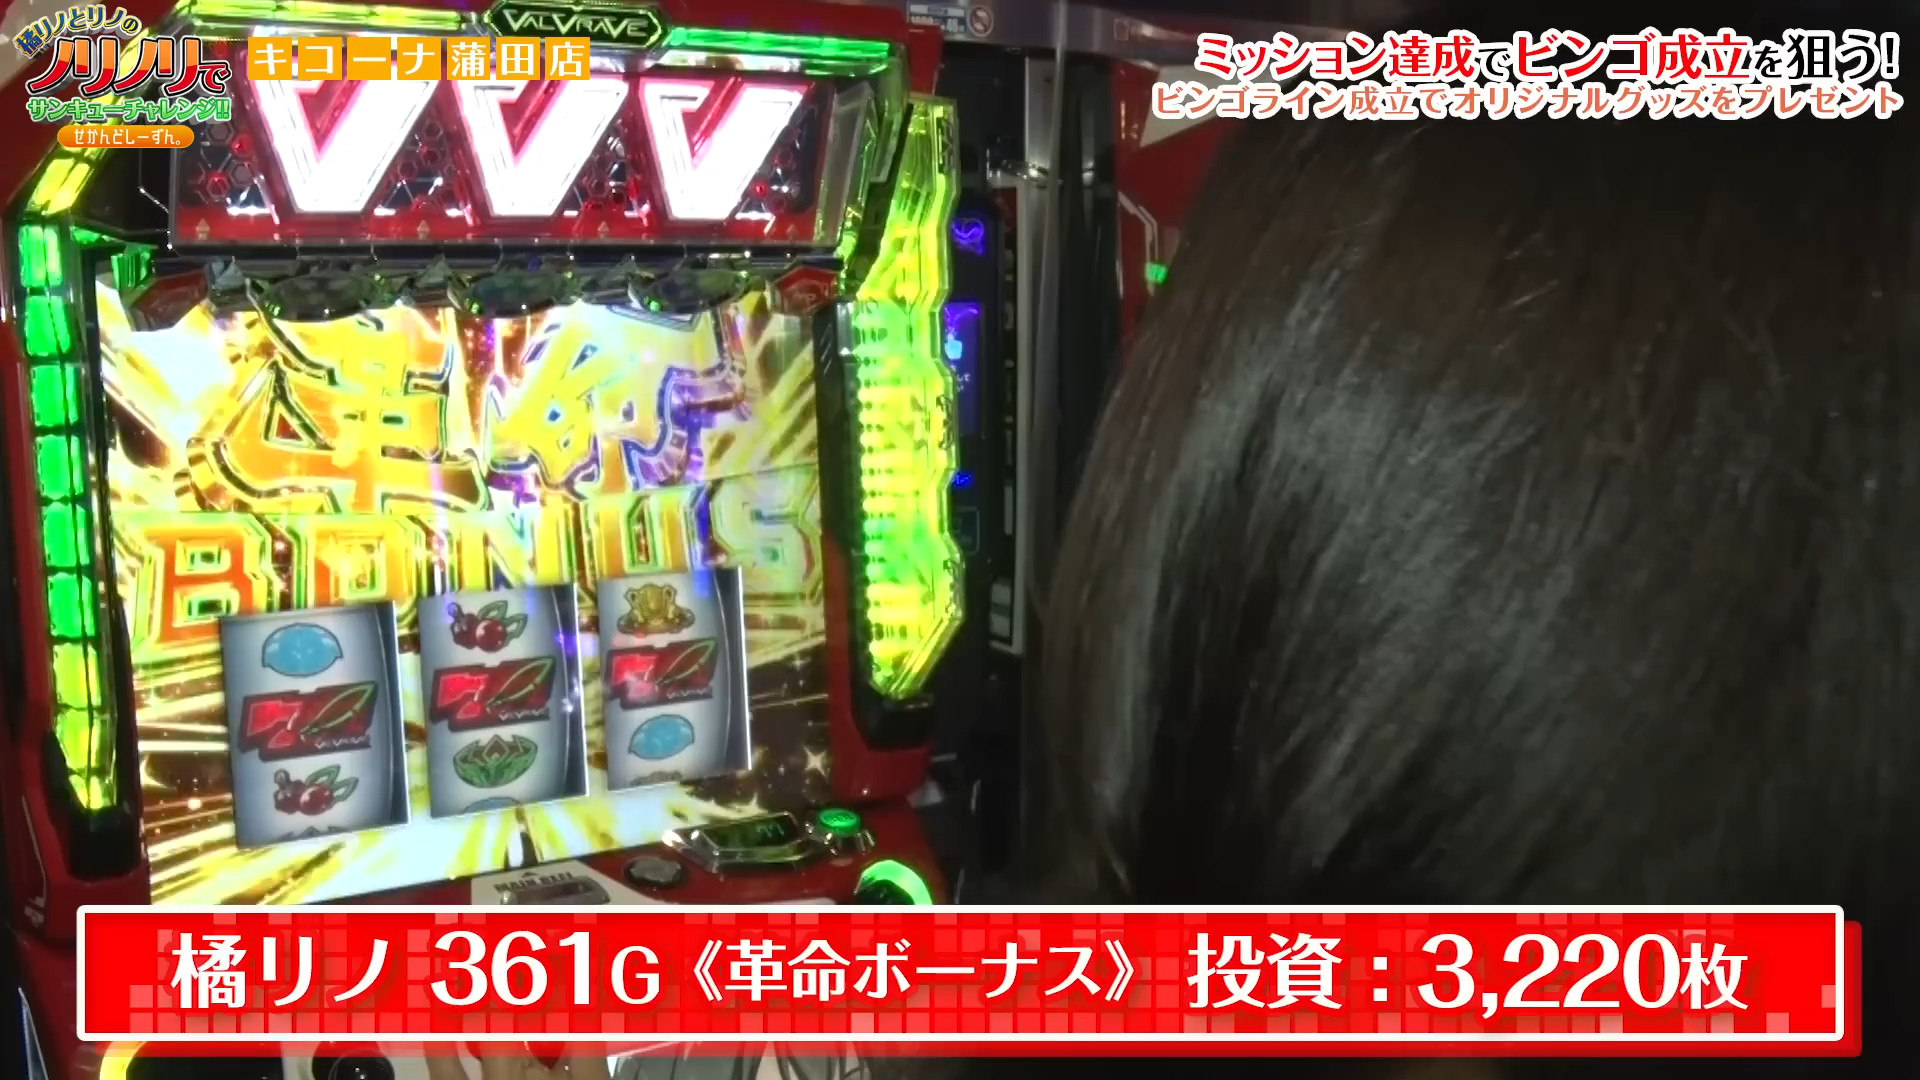 橘リノとリノの
ノリノリで
サンキューチャレンジ!!
せかんどしーずん。
キコーナ蒲田店
ミッション達成でビンゴ成立を狙う!
ビンゴライン成立でオリジナルグッズをプレゼント
VALVRAVE
VVV
革命
BONUS
MAIN REEL
橘リノ 361G《革命ボーナス》 投資:3,220枚